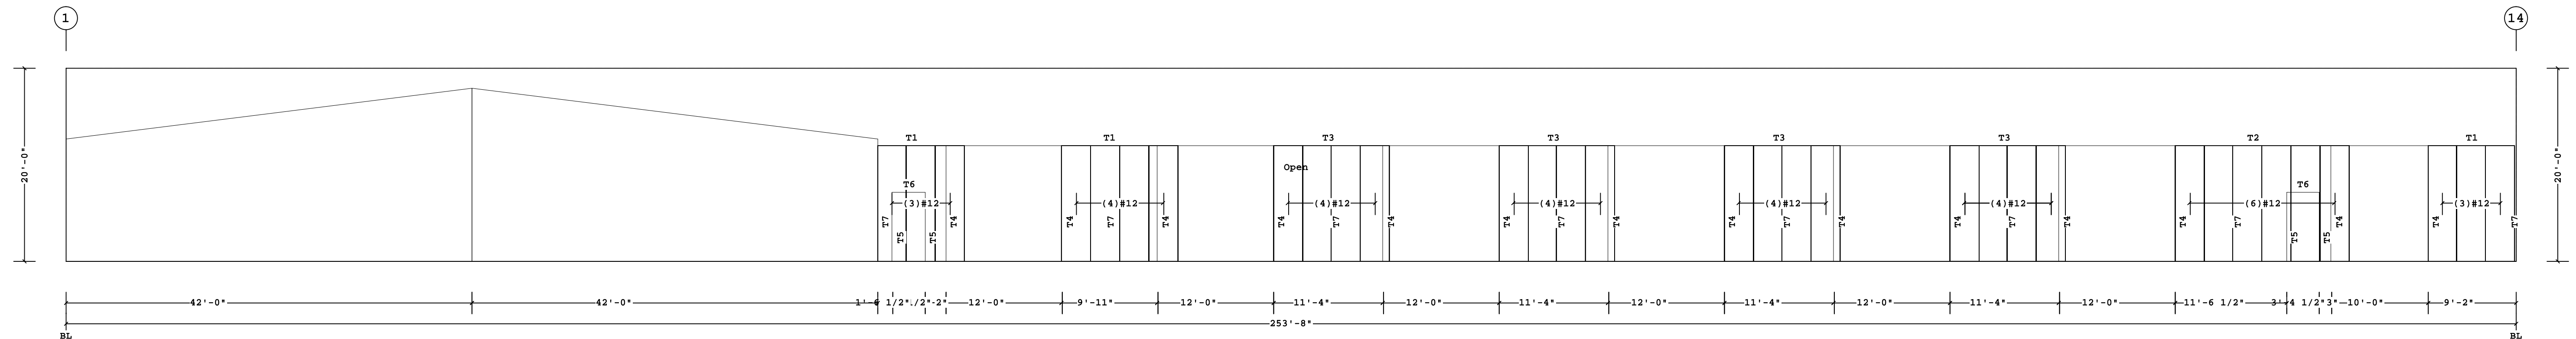 1 14
T1 T1 T3 T3 T3 T3 T2 T1
20'-0" 20'-0"
Open
T6 T6
(3)#12 (4)#12 (4)#12 (4)#12 (4)#12 (4)#12 (6)#12 (3)#12
T7 T5 T5 T4 T4 T7 T4 T4 T7 T4 T4 T7 T4 T4 T7 T4 T4 T7 T4 T4 T7 T5 T5 T4 T4 T7
42'-0" 42'-0" 1/2" 12'-0" 9'-11" 12'-0" 11'-4" 12'-0" 11'-4" 12'-0" 11'-4" 12'-0" 11'-4" 12'-0" 11'-6 1/2" 1/2" 3" 10'-0" 9'-2"
253'-8"
BL BL